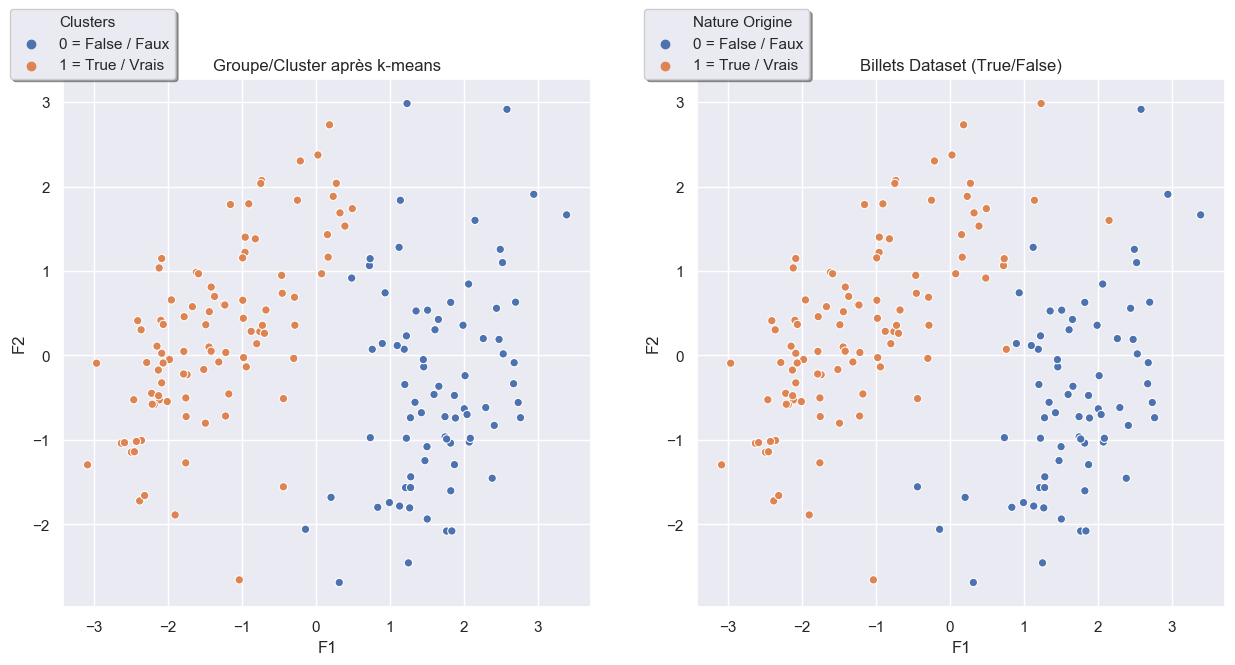 Clusters
0 = False / Faux
1 = True / Vrais
Groupe/Cluster après k-means
3
2
1
0
−1
−2
F2
−3
−2
−1
0
1
2
3
F1
Nature Origine
0 = False / Faux
1 = True / Vrais
Billets Dataset (True/False)
3
2
1
0
−1
−2
F2
−3
−2
−1
0
1
2
3
F1